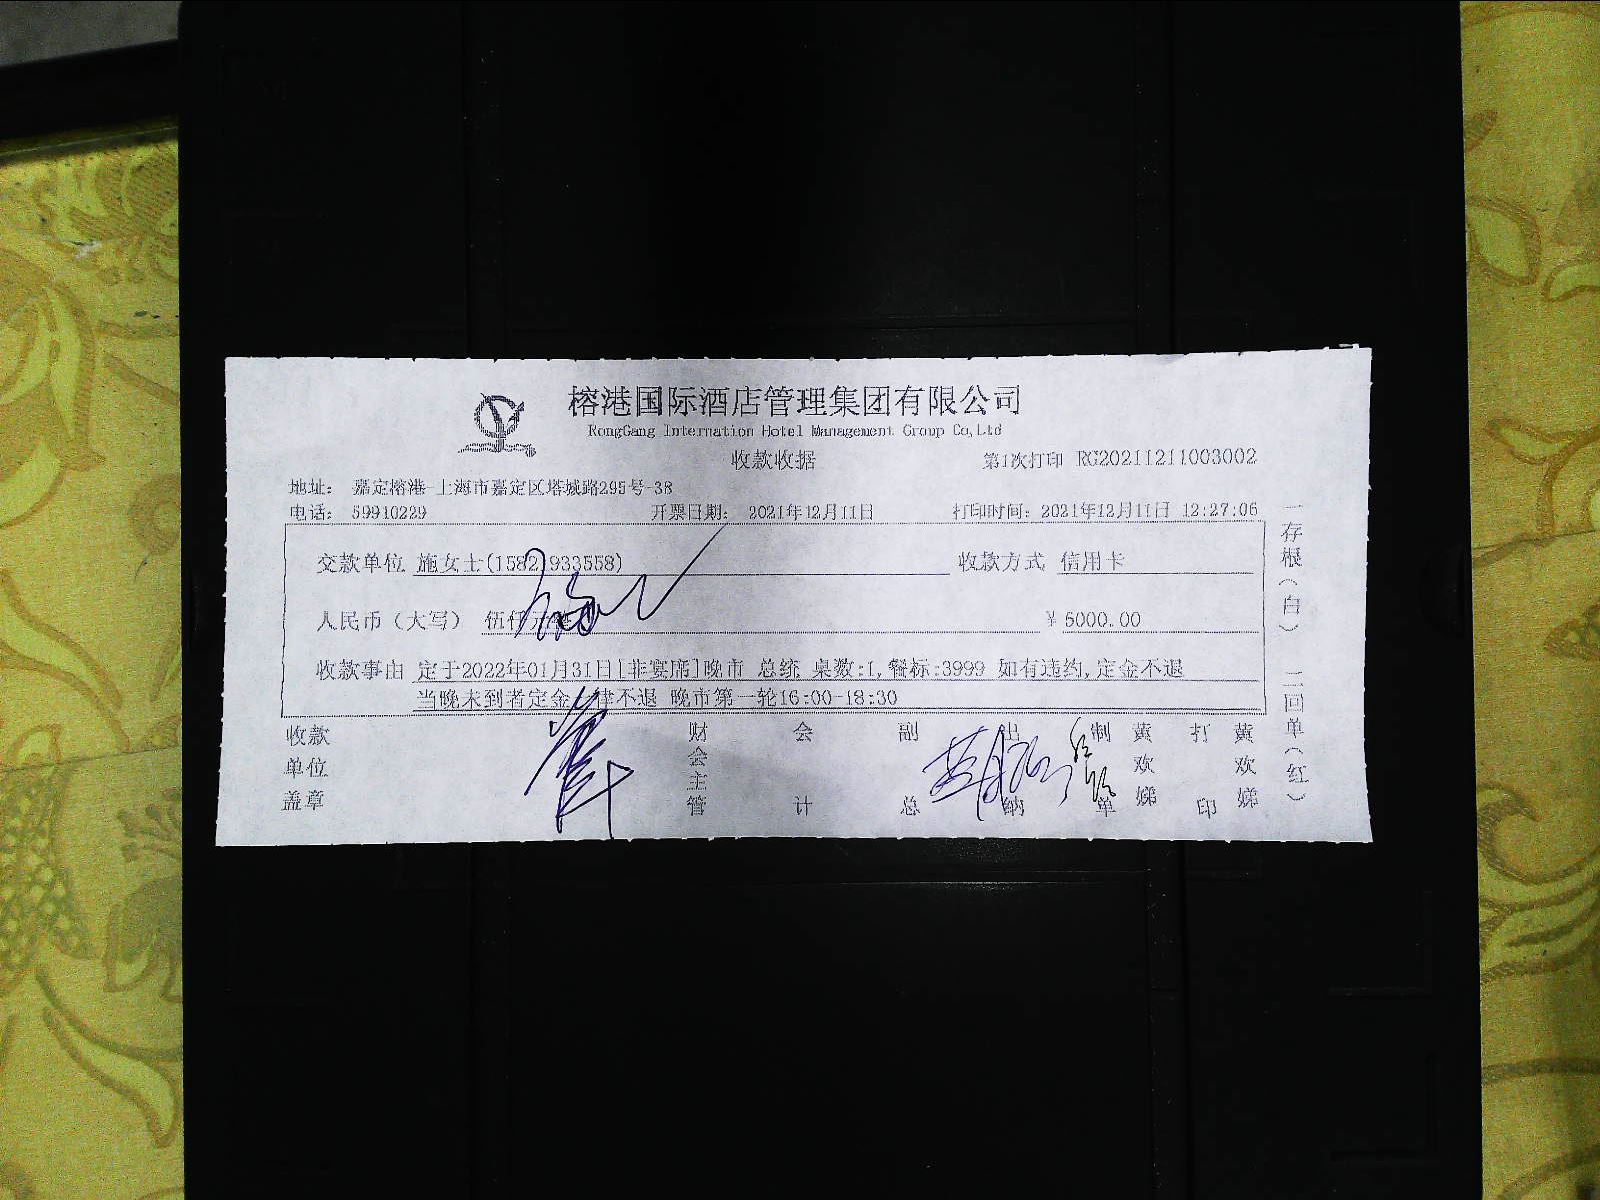 榕港国际酒店管理集团有限公司
RongGang Internation Hotel Management Group Co,Ltd
收款收据
第1次打印 RG20211211003002
地址： 嘉定榕港-上海市嘉定区塔城路295号-38
电话： 59910229 开票日期： 2021年12月11日 打印时间： 2021年12月11日 12:27:06
交款单位 施女士(15821933558) 收款方式 信用卡
人民币（大写） 伍仟元整 ￥5000.00
收款事由 定于2022年01月31日[非宴席]晚市 总统 桌数:1,餐标:3999 如有违约,定金不退
当晚未到者定金一律不退 晚市第一轮16:00-18:30
收款单位盖章 财会主管 会计 副总 出纳 制单 黄欢娣 打印 黄欢娣
一存根（白） 二回单（红）